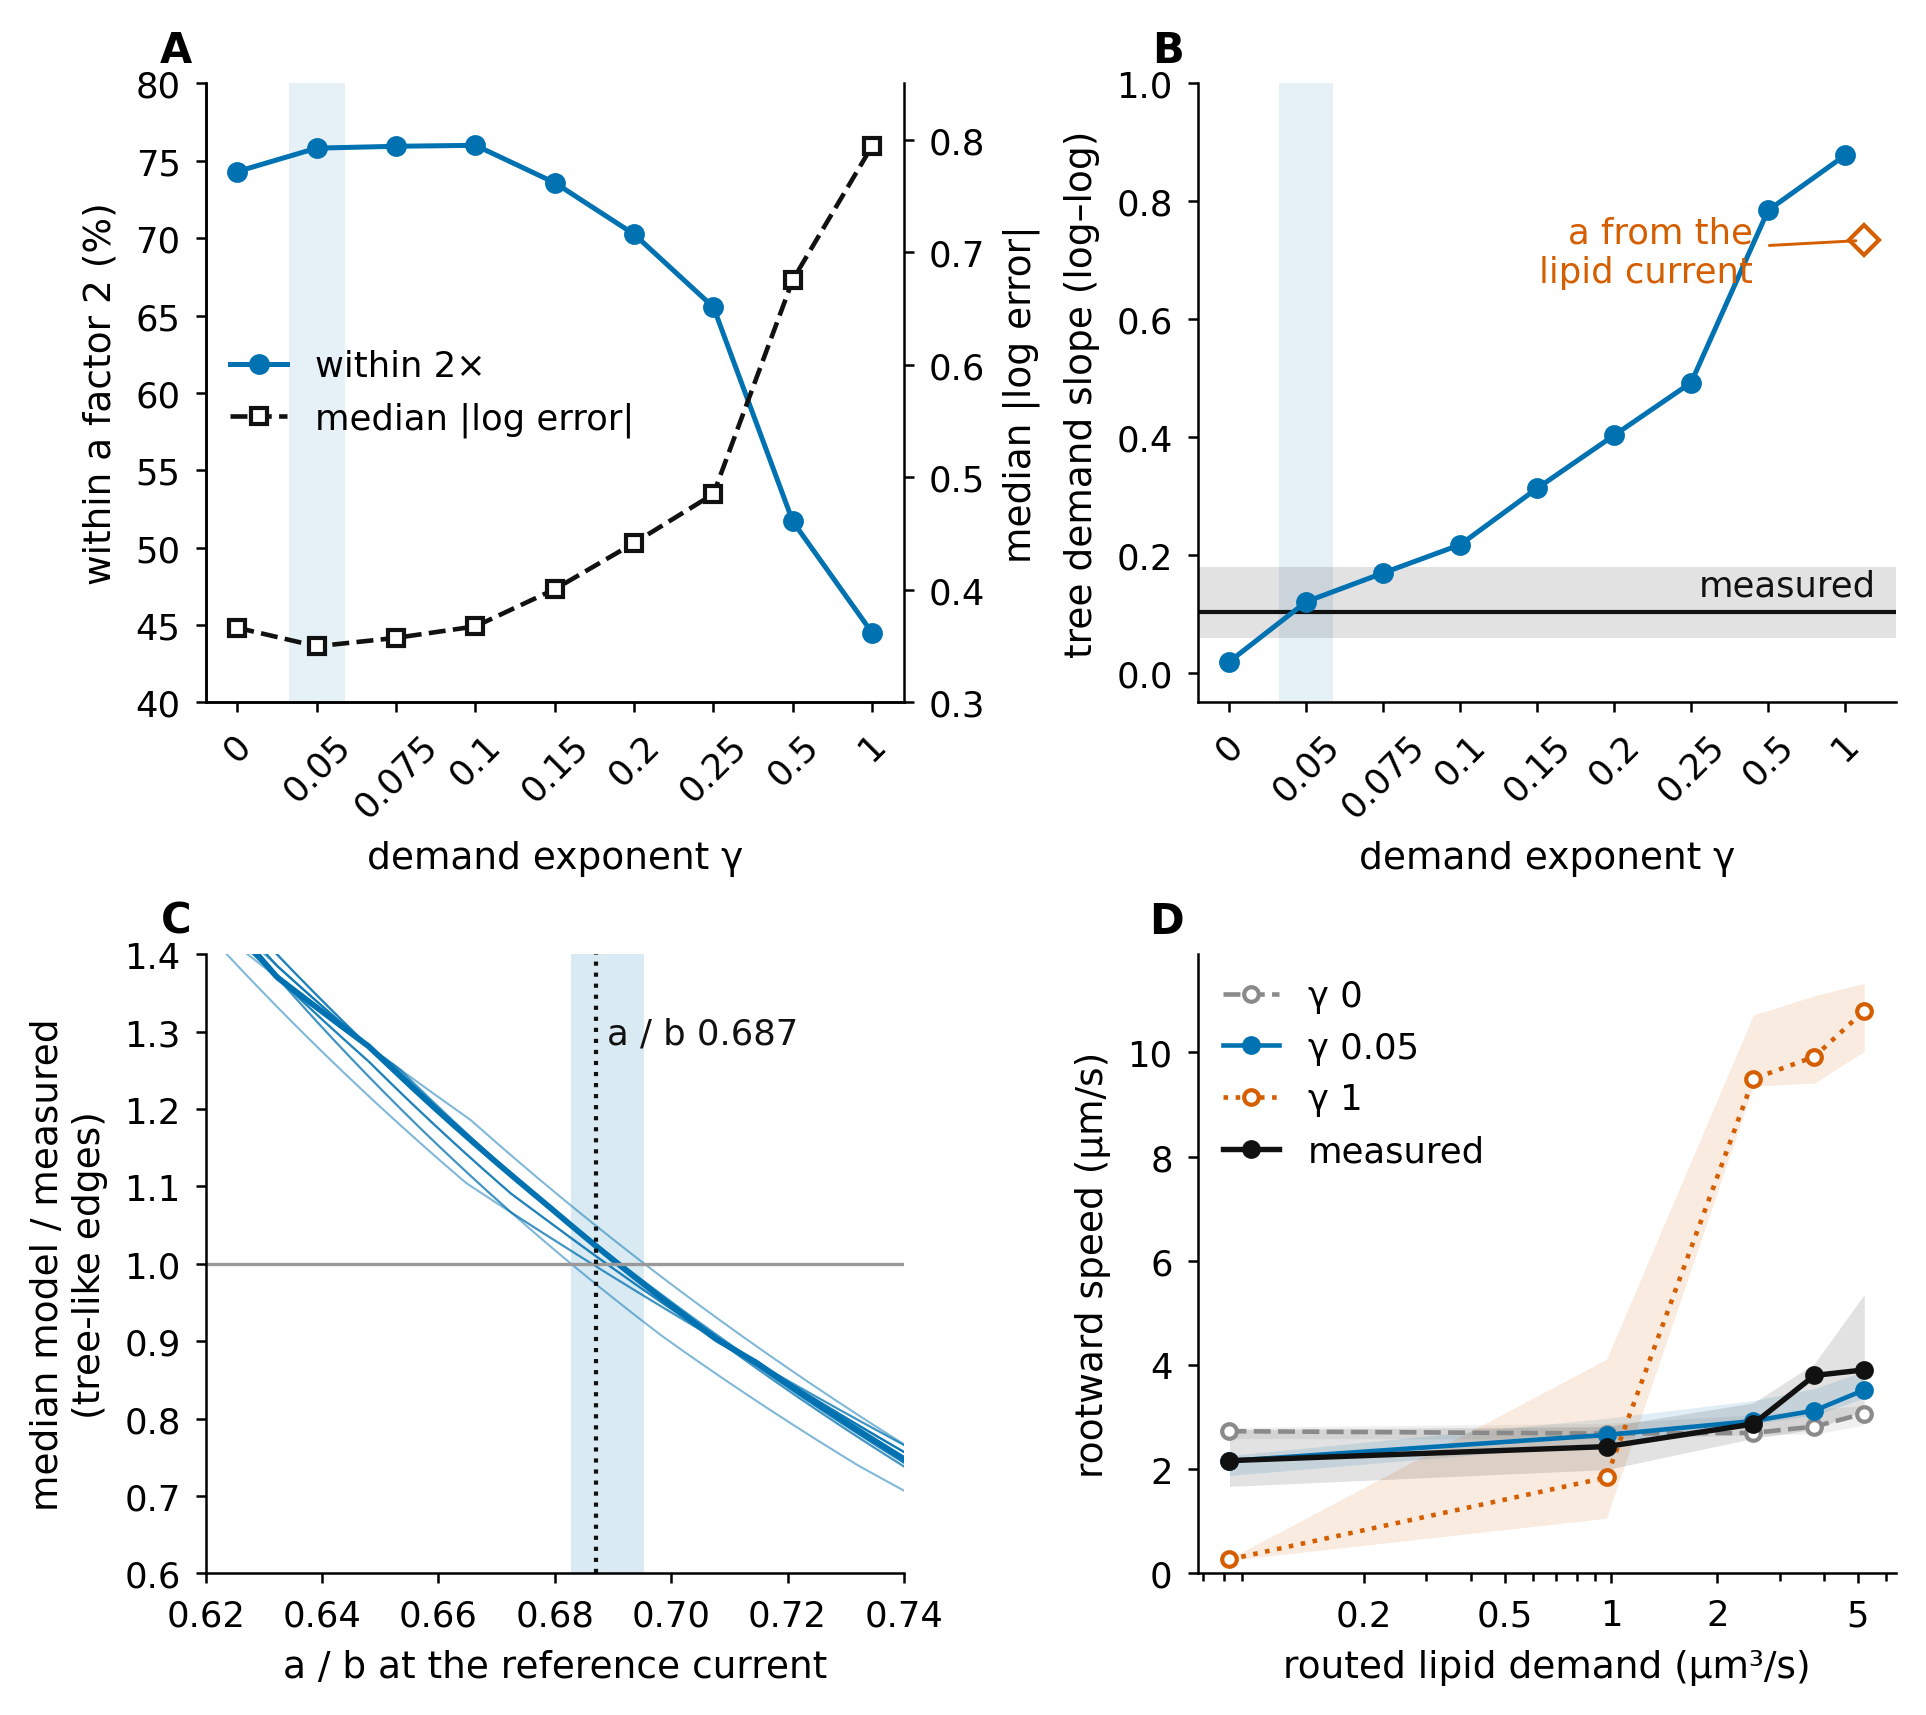 A
80
75
70
65
60
55
50
45
40
within a factor 2 (%)
within 2×
median |log error|
0.8
0.7
0.6
0.5
0.4
0.3
median |log error|
0
0.05
0.075
0.1
0.15
0.2
0.25
0.5
1
demand exponent γ
B
1.0
0.8
0.6
0.4
0.2
0.0
tree demand slope (log–log)
a from the
lipid current
measured
0
0.05
0.075
0.1
0.15
0.2
0.25
0.5
1
demand exponent γ
C
1.4
1.3
1.2
1.1
1.0
0.9
0.8
0.7
0.6
median model / measured
(tree-like edges)
a / b 0.687
0.62
0.64
0.66
0.68
0.70
0.72
0.74
a / b at the reference current
D
10
8
6
4
2
0
rootward speed (μm/s)
γ 0
γ 0.05
γ 1
measured
0.2
0.5
1
2
5
routed lipid demand (μm³/s)